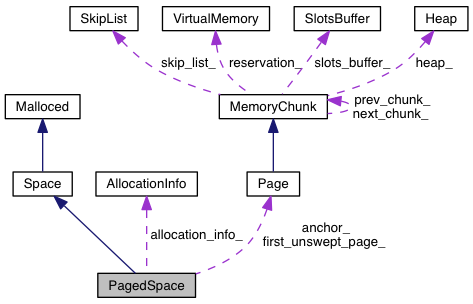 SkipList
VirtualMemory
SlotsBuffer
Heap
skip_list_
reservation_
slots_buffer_
heap_
Malloced
MemoryChunk
prev_chunk_
next_chunk_
Space
AllocationInfo
Page
allocation_info_
anchor_
first_unswept_page_
PagedSpace